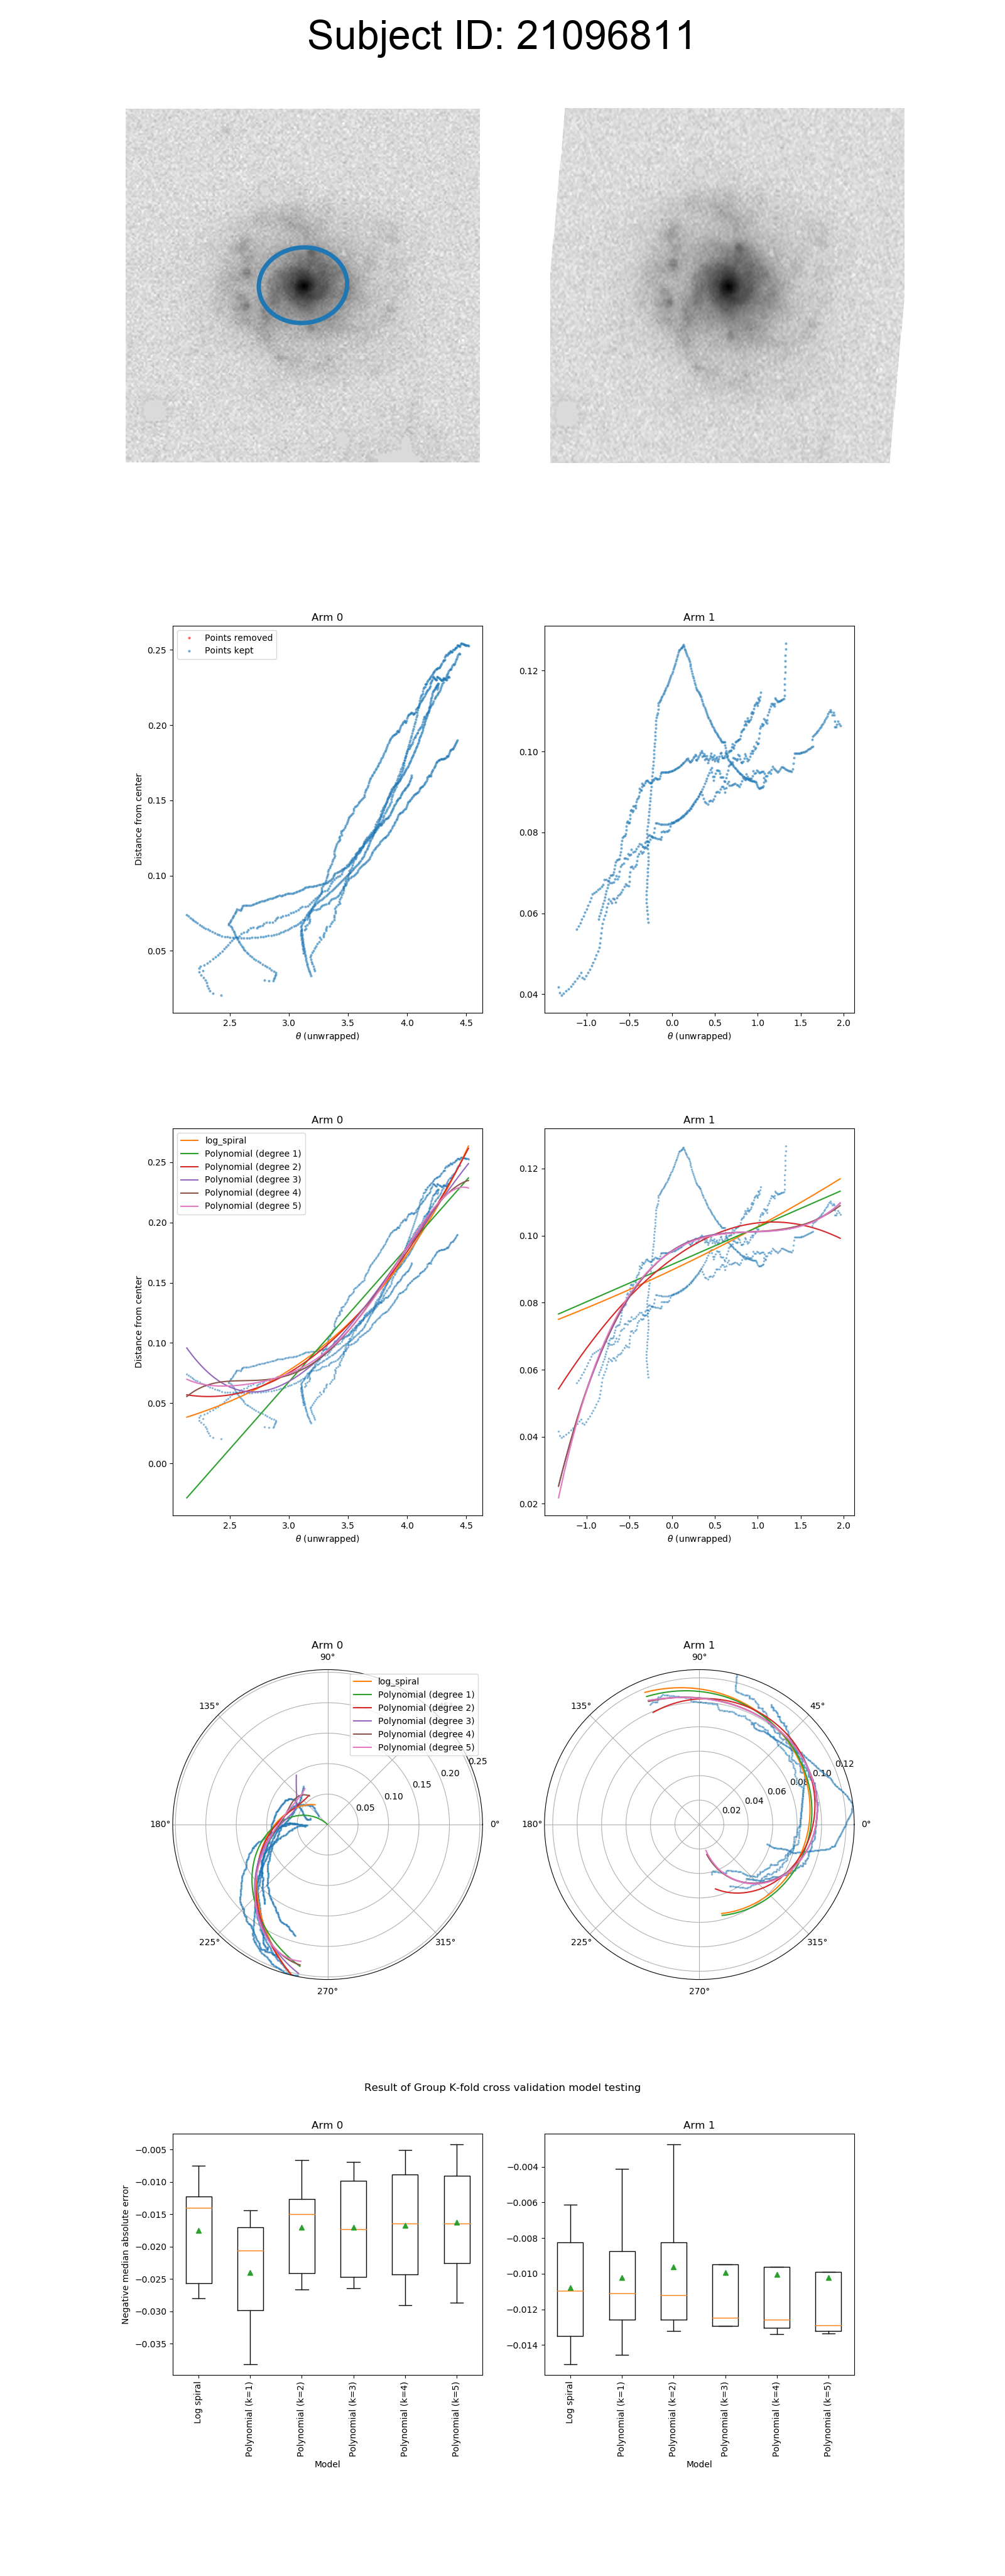 Subject ID: 21096811
Arm 0
Arm 1
Points removed
Points kept
0.25
0.20
0.15
0.10
0.05
Distance from center
2.5 3.0 3.5 4.0 4.5
θ (unwrapped)
0.12
0.10
0.08
0.06
0.04
−1.0 −0.5 0.0 0.5 1.0 1.5 2.0
θ (unwrapped)
Arm 0
Arm 1
log_spiral
Polynomial (degree 1)
Polynomial (degree 2)
Polynomial (degree 3)
Polynomial (degree 4)
Polynomial (degree 5)
0.25
0.20
0.15
0.10
0.05
0.00
Distance from center
2.5 3.0 3.5 4.0 4.5
θ (unwrapped)
0.12
0.10
0.08
0.06
0.04
0.02
−1.0 −0.5 0.0 0.5 1.0 1.5 2.0
θ (unwrapped)
Arm 0
90°
135°
180°
225°
270°
315°
0°
0.05
0.10
0.15
0.20
0.25
log_spiral
Polynomial (degree 1)
Polynomial (degree 2)
Polynomial (degree 3)
Polynomial (degree 4)
Polynomial (degree 5)
Arm 1
90°
45°
135°
180°
225°
270°
315°
0°
0.02
0.04
0.06
0.08
0.10
0.12
Result of Group K-fold cross validation model testing
Arm 0
Arm 1
−0.005
−0.010
−0.015
−0.020
−0.025
−0.030
−0.035
Negative median absolute error
Log spiral
Polynomial (k=1)
Polynomial (k=2)
Polynomial (k=3)
Polynomial (k=4)
Polynomial (k=5)
Model
−0.004
−0.006
−0.008
−0.010
−0.012
−0.014
Log spiral
Polynomial (k=1)
Polynomial (k=2)
Polynomial (k=3)
Polynomial (k=4)
Polynomial (k=5)
Model